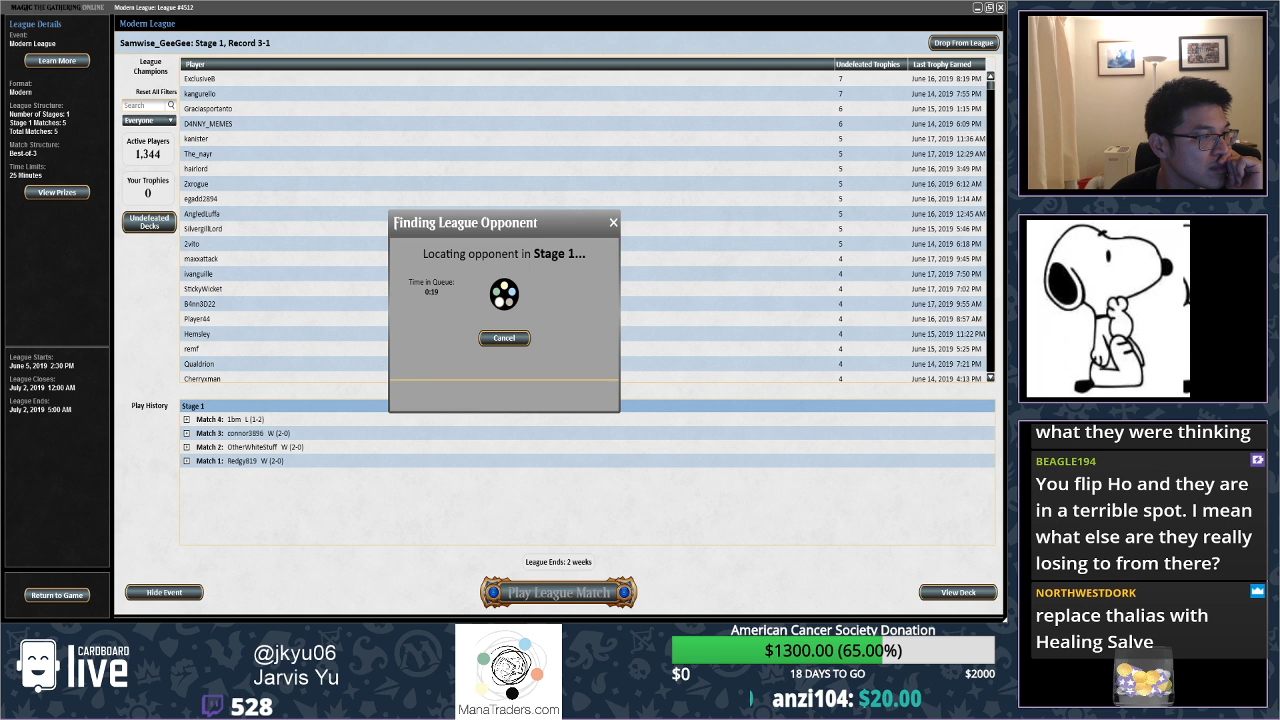 MAGIC THE GATHERING ONLINE
Modern League: League #4512
League Details
Event:
Modern League
Learn More
Format:
Modern
League Structure:
Number of Stages: 1
Stage 1 Matches: 5
Total Matches: 5
Match Structure:
Best-of-3
Time Limits:
25 Minutes
View Prizes
League Starts:
June 5, 2019 2:30 PM
League Closes:
July 2, 2019 12:00 AM
League Ends:
July 2, 2019 5:00 AM
Return to Game
Modern League
Samwise_GeeGee: Stage 1, Record 3-1
Drop From League
League Champions
Reset All Filters
Search
Everyone
Active Players
1,344
Your Trophies
0
Undefeated Decks
Player Undefeated Trophies Last Trophy Earned
ExclusiveB 7 June 16, 2019 8:19 PM
kangurello 7 June 14, 2019 7:55 PM
Graciasportanto 6 June 15, 2019 1:15 PM
D4NNY_MEMES 6 June 14, 2019 6:09 PM
kanister 5 June 17, 2019 11:36 AM
The_nayr 5 June 17, 2019 12:29 AM
hairlord 5 June 16, 2019 3:49 PM
2xrogue 5 June 16, 2019 6:12 AM
egadd2894 5 June 16, 2019 1:14 AM
AngledLuffa 5 June 16, 2019 12:45 AM
SilvergillLord 5 June 15, 2019 5:46 PM
2vito 5 June 14, 2019 6:18 PM
maxxattack 4 June 17, 2019 9:45 PM
ivanguille 4 June 17, 2019 7:50 PM
StickyWicket 4 June 17, 2019 7:02 PM
B4nn3D22 4 June 17, 2019 9:55 AM
Player44 4 June 16, 2019 8:57 AM
Hemsley 4 June 15, 2019 11:22 PM
remf 4 June 15, 2019 5:25 PM
Qualdrion 4 June 14, 2019 7:21 PM
Cherryxman 4 June 14, 2019 4:13 PM
Finding League Opponent
Locating opponent in Stage 1...
Time in Queue:
0:19
Cancel
Play History
Stage 1
Match 4: 1bm L (1-2)
Match 3: connor3896 W (2-0)
Match 2: OtherWhiteStuff W (2-0)
Match 1: Redgy819 W (2-0)
League Ends: 2 weeks
Hide Event
Play League Match
View Deck
what they were thinking
BEAGLE194
You flip Ho and they are
in a terrible spot. I mean
what else are they really
losing to from there?
NORTHWESTDORK
replace thalias with
Healing Salve
CARDBOARD
live
@jkyu06
Jarvis Yu
528
ManaTraders.com
American Cancer Society Donation
$1300.00 (65.00%)
$0 18 DAYS TO GO $2000
anzi104: $20.00